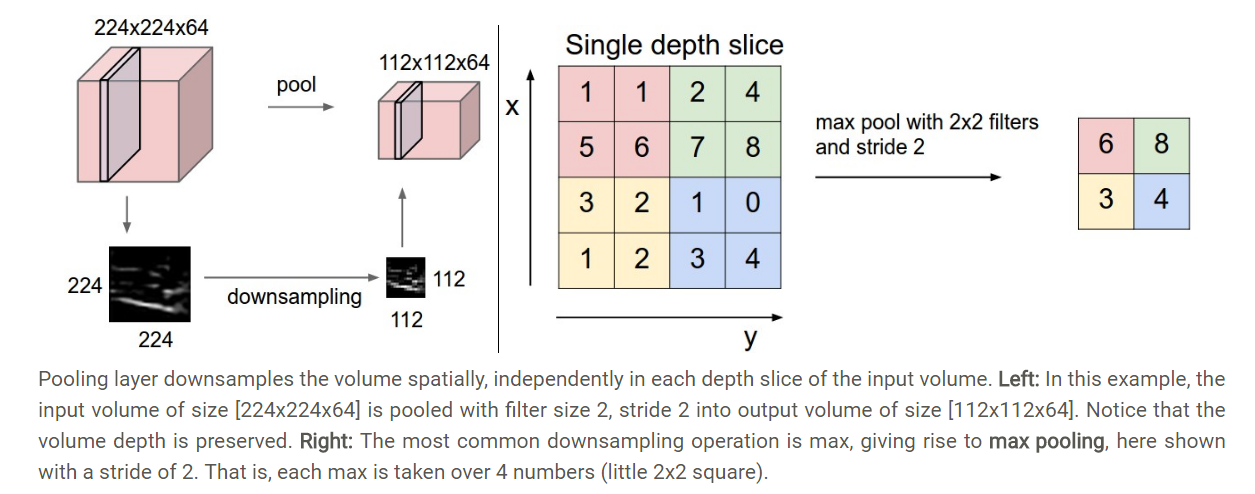 224x224x64
pool
112x112x64
224
224
downsampling
112
112
Single depth slice
x
1 1 2 4
5 6 7 8
3 2 1 0
1 2 3 4
y
max pool with 2x2 filters
and stride 2
6 8
3 4
Pooling layer downsamples the volume spatially, independently in each depth slice of the input volume. Left: In this example, the
input volume of size [224x224x64] is pooled with filter size 2, stride 2 into output volume of size [112x112x64]. Notice that the
volume depth is preserved. Right: The most common downsampling operation is max, giving rise to max pooling, here shown
with a stride of 2. That is, each max is taken over 4 numbers (little 2x2 square).